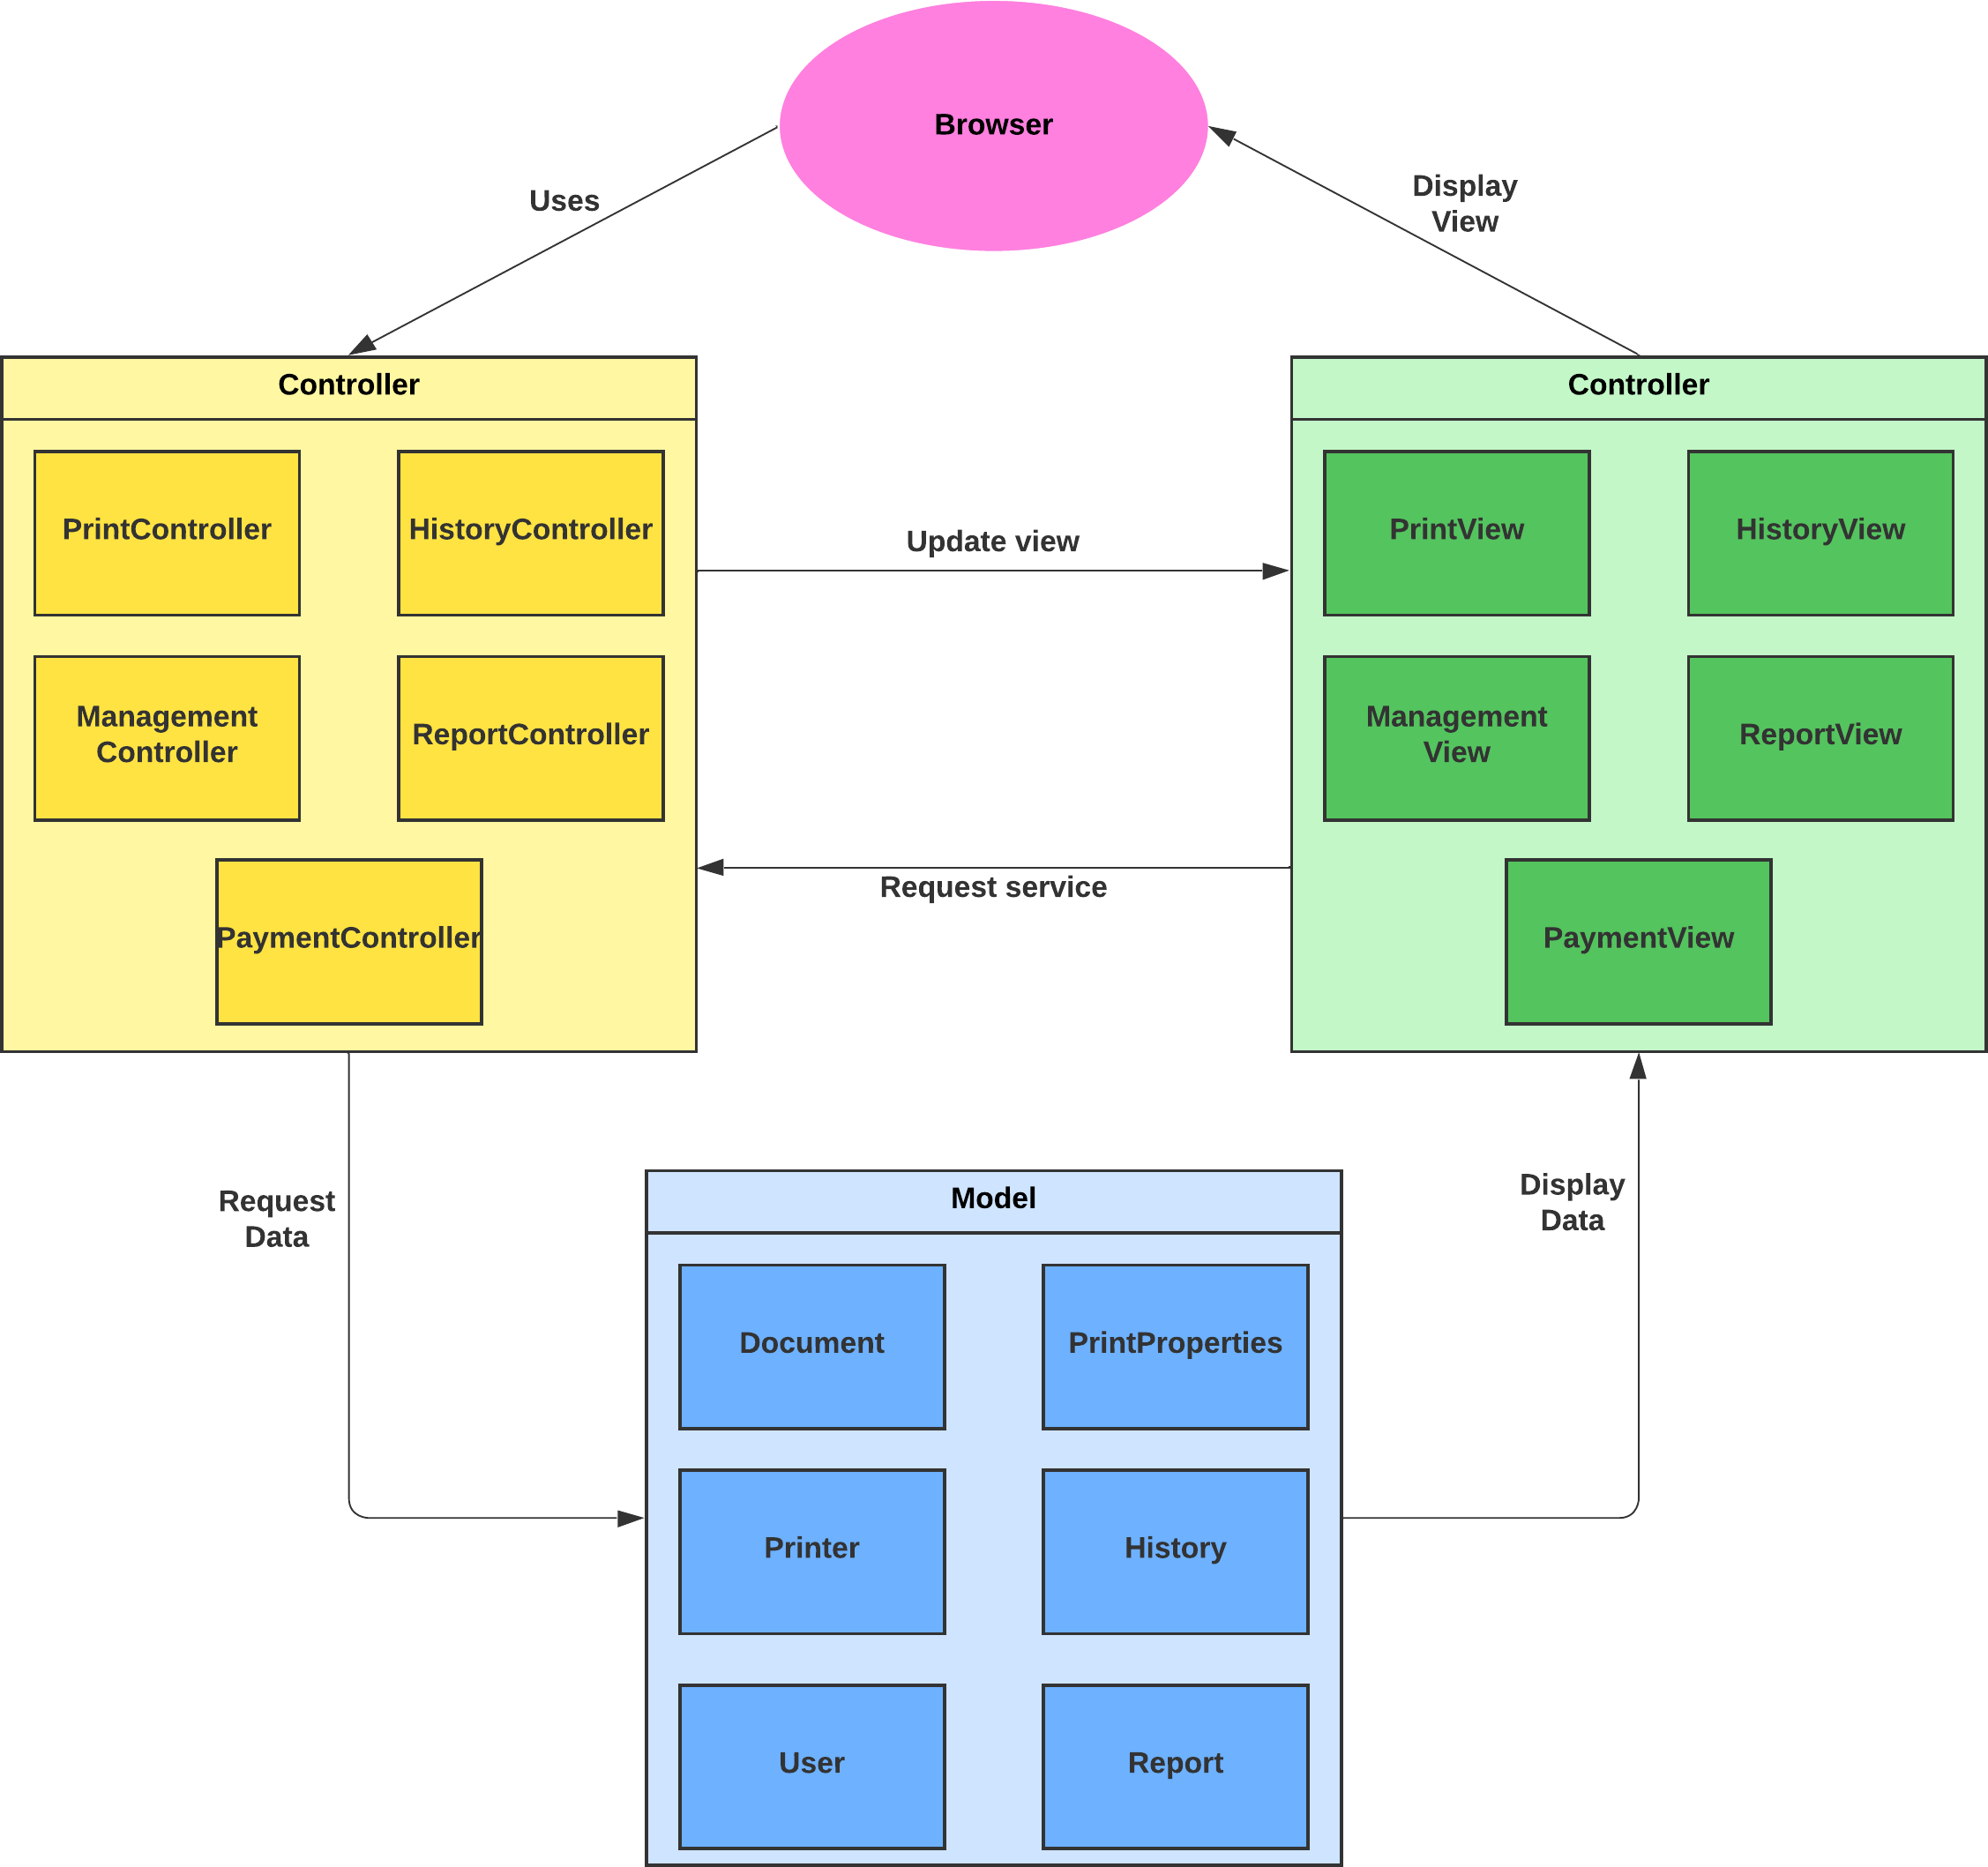 Browser
Uses
Display
View
Controller
PrintController
HistoryController
Management
Controller
ReportController
PaymentController
Update view
Request service
Controller
PrintView
HistoryView
Management
View
ReportView
PaymentView
Request
Data
Display
Data
Model
Document
PrintProperties
Printer
History
User
Report